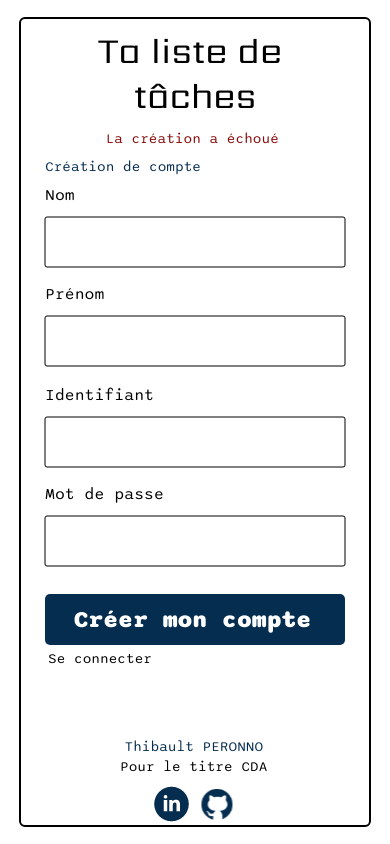 Ta liste de
tâches
La création a échoué
Création de compte
Nom
Prénom
Identifiant
Mot de passe
Créer mon compte
Se connecter
Thibault PERONNO
Pour le titre CDA
in